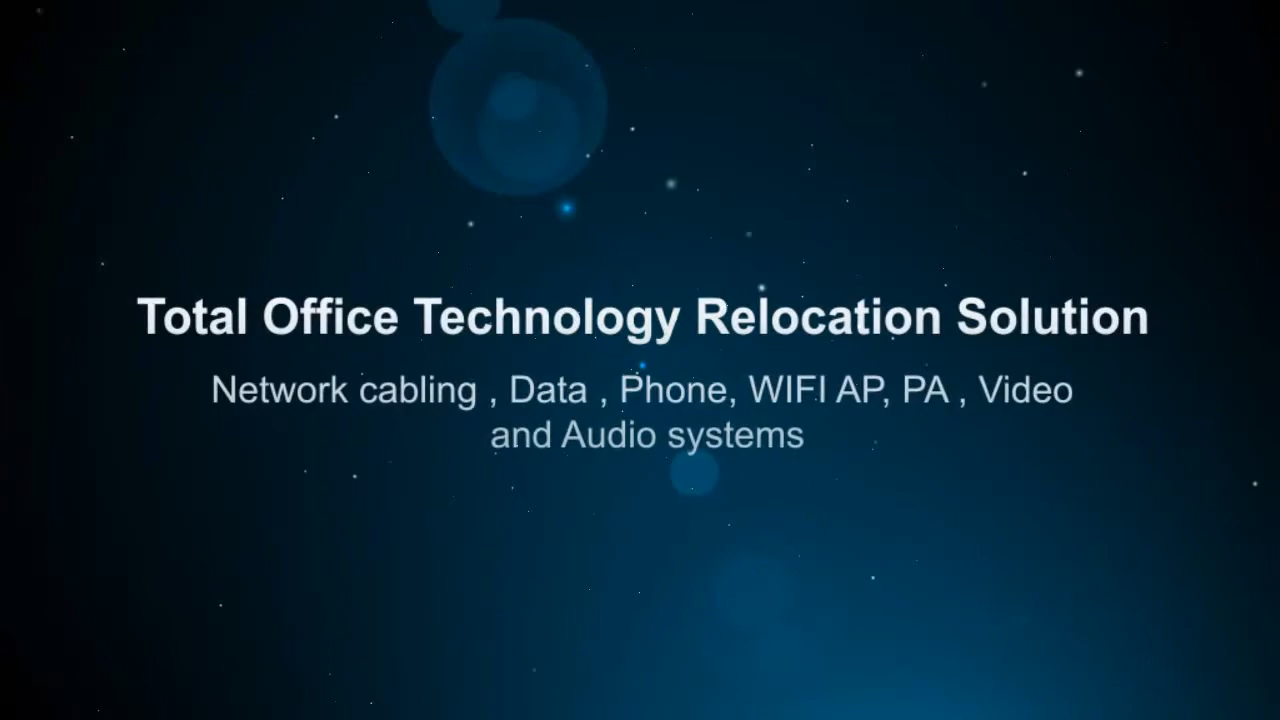 Total Office Technology Relocation Solution
Network cabling , Data , Phone, WIFI AP, PA , Video
and Audio systems